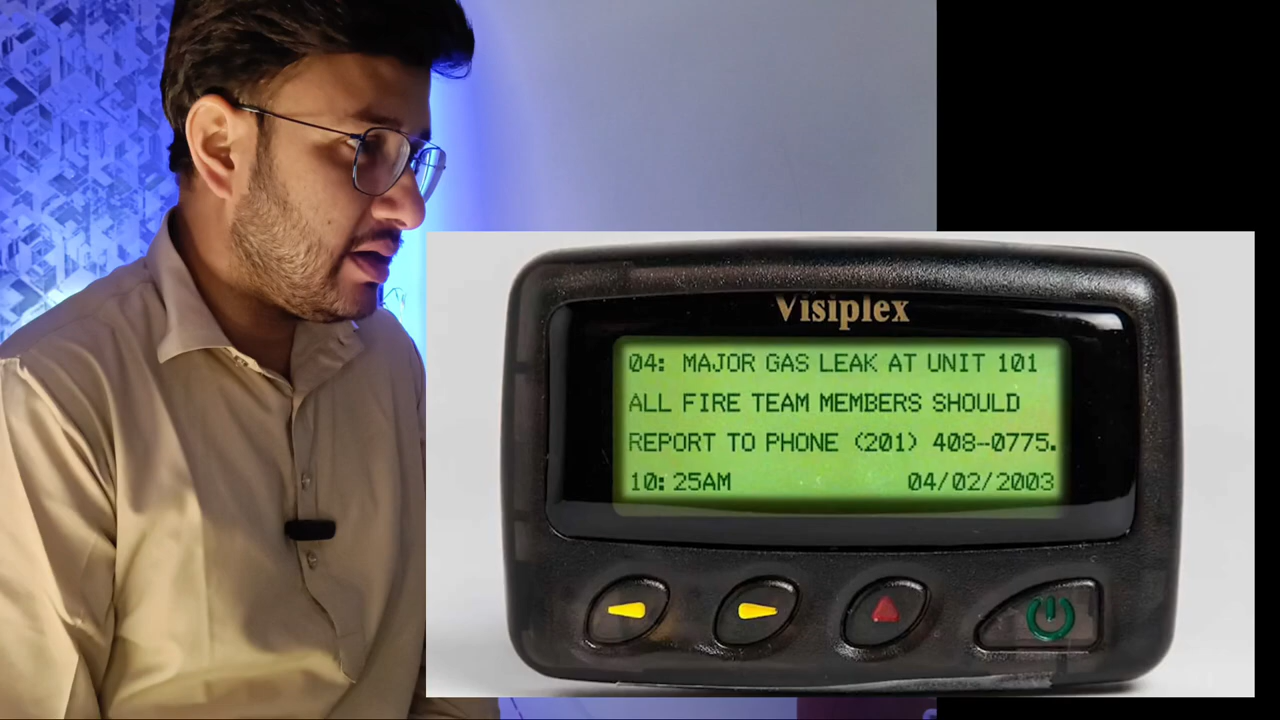 Visiplex
04: MAJOR GAS LEAK AT UNIT 101
ALL FIRE TEAM MEMBERS SHOULD
REPORT TO PHONE (201) 408-0775.
10:25AM 04/02/2003